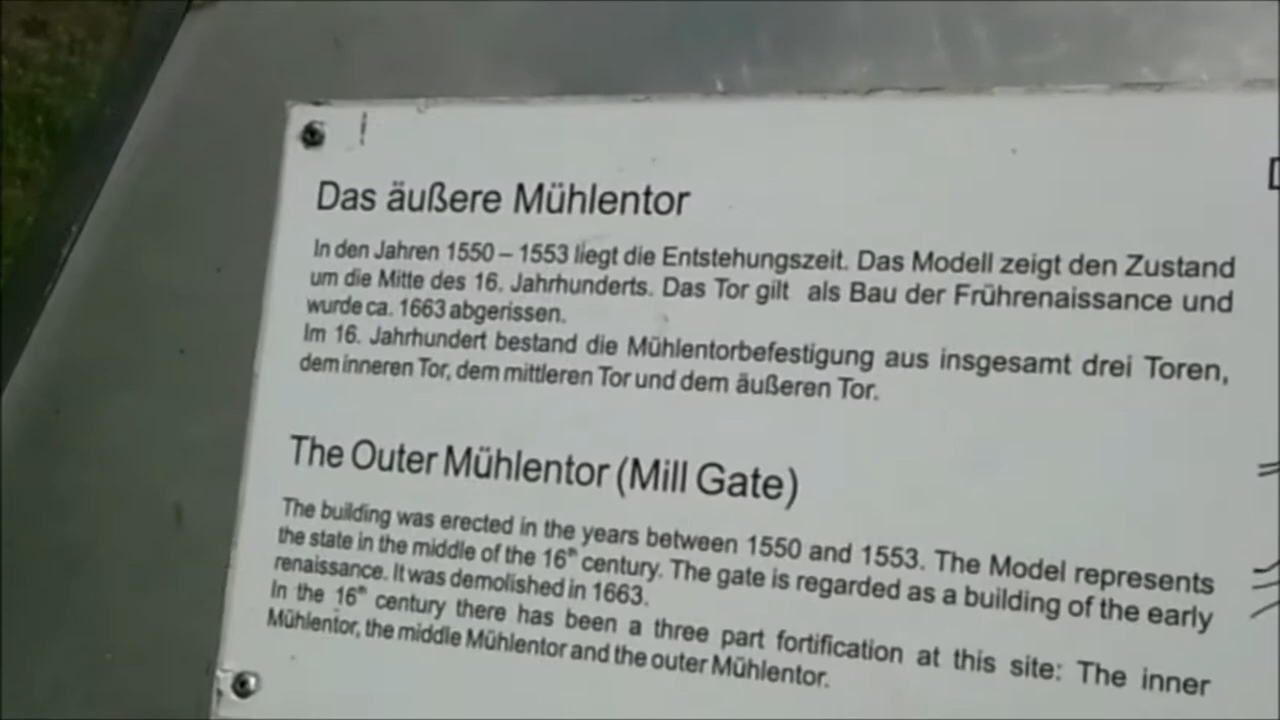 Das äußere Mühlentor
In den Jahren 1550 – 1553 liegt die Entstehungszeit. Das Modell zeigt den Zustand
um die Mitte des 16. Jahrhunderts. Das Tor gilt als Bau der Frührenaissance und
wurde ca. 1663 abgerissen.
Im 16. Jahrhundert bestand die Mühlentorbefestigung aus insgesamt drei Toren,
dem inneren Tor, dem mittleren Tor und dem äußeren Tor.
The Outer Mühlentor (Mill Gate)
The building was erected in the years between 1550 and 1553. The Model represents
the state in the middle of the 16th century. The gate is regarded as a building of the early
renaissance. It was demolished in 1663.
In the 16th century there has been a three part fortification at this site: The inner
Mühlentor, the middle Mühlentor and the outer Mühlentor.